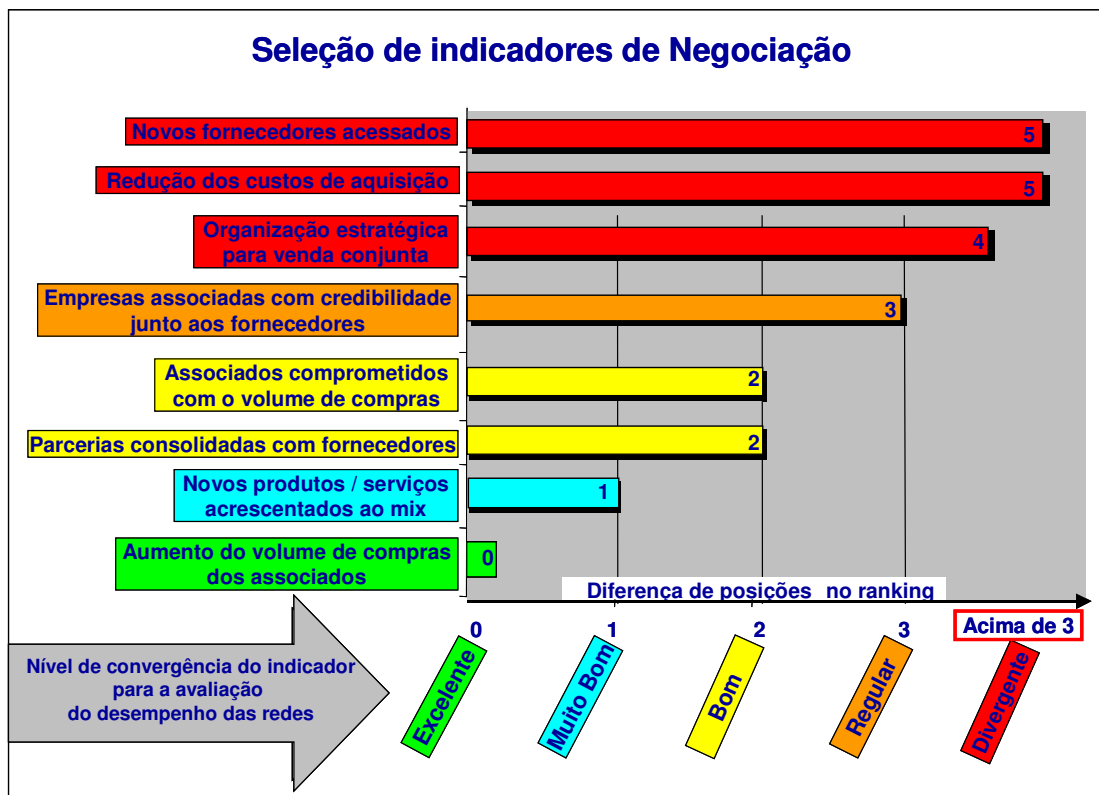 Seleção de indicadores de Negociação
Novos fornecedores acessados
5
Redução dos custos de aquisição
5
Organização estratégica
para venda conjunta
4
Empresas associadas com credibilidade
junto aos fornecedores
3
Associados comprometidos
com o volume de compras
2
Parcerias consolidadas com fornecedores
2
Novos produtos / serviços
acrescentados ao mix
1
Aumento do volume de compras
dos associados
0
Diferença de posições no ranking
0 1 2 3 Acima de 3
Nível de convergência do indicador
para a avaliação
do desempenho das redes
Excelente
Muito Bom
Bom
Regular
Divergente